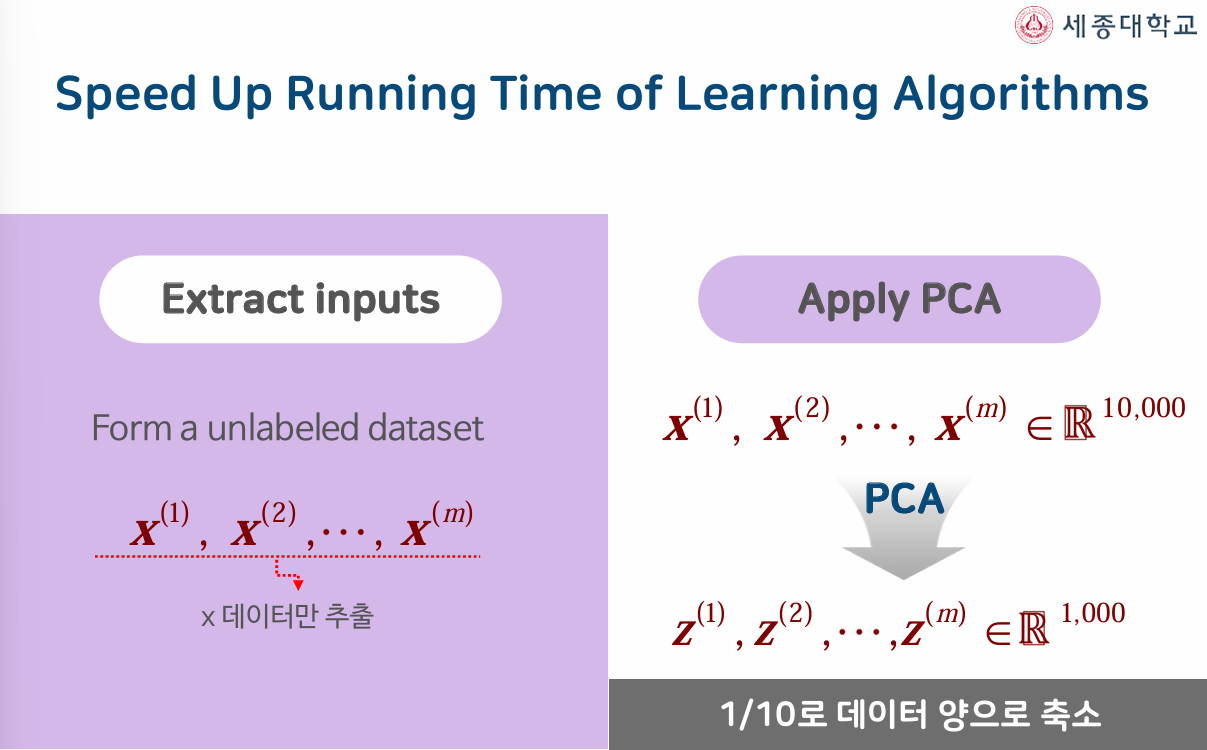 세종대학교
Speed Up Running Time of Learning Algorithms
Extract inputs
Form a unlabeled dataset
x⁽¹⁾, x⁽²⁾,⋯, x⁽ᵐ⁾
x 데이터만 추출
Apply PCA
x⁽¹⁾, x⁽²⁾,⋯, x⁽ᵐ⁾ ∈ ℝ¹⁰,⁰⁰⁰
PCA
z⁽¹⁾, z⁽²⁾,⋯,z⁽ᵐ⁾ ∈ ℝ¹,⁰⁰⁰
1/10로 데이터 양으로 축소